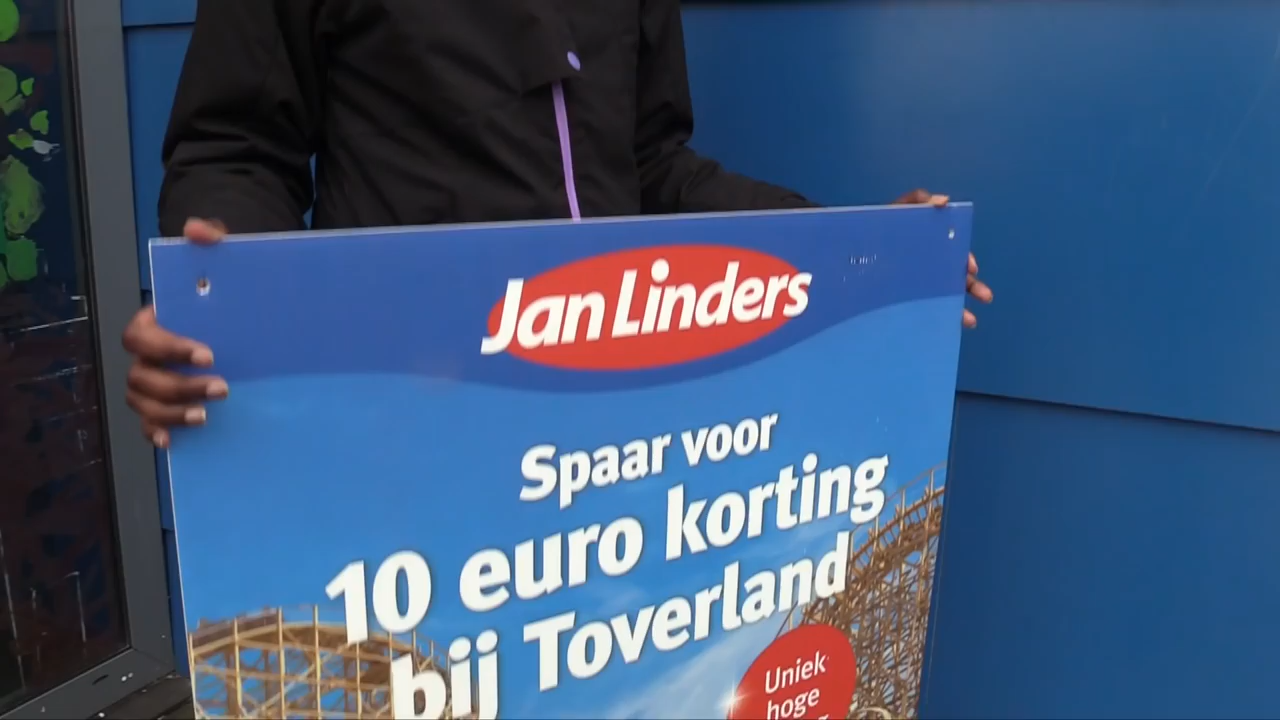 Jan Linders
Spaar voor
10 euro korting
bij Toverland
Uniek
hoge